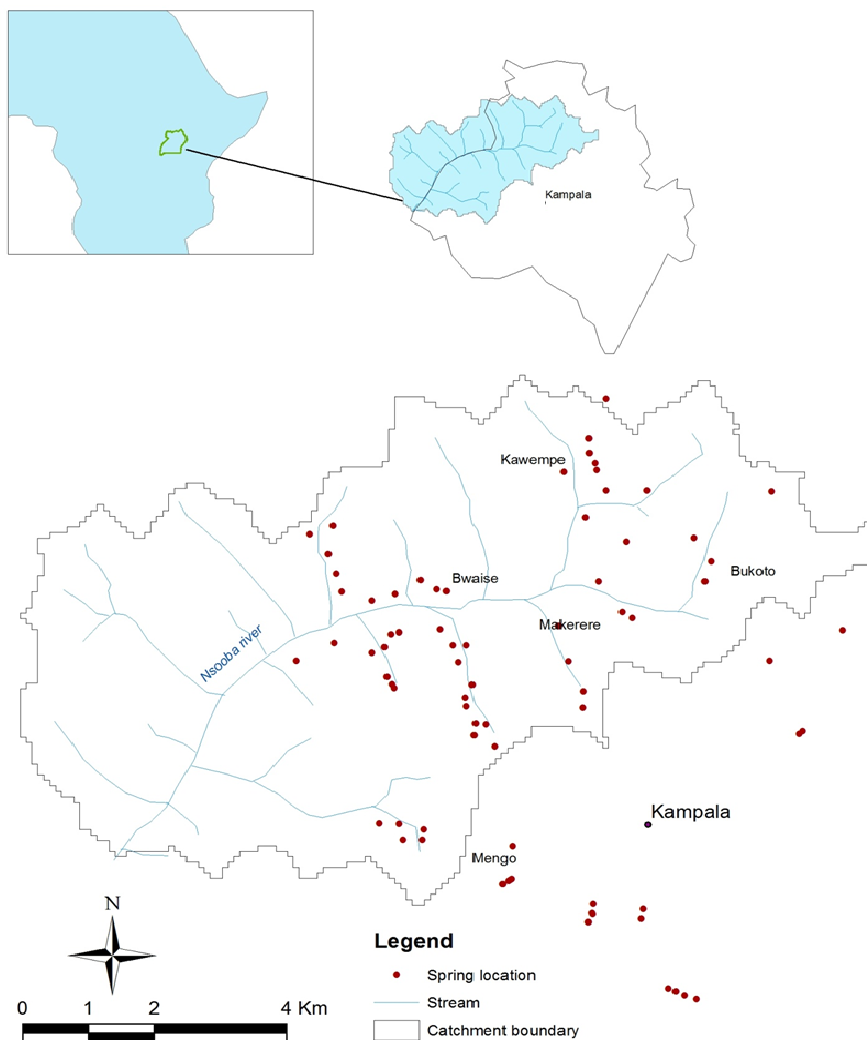 Kampala
Kawempe
Bwaise
Bukoto
Makerere
Nsooba river
Kampala
Mengo
N
Legend
Spring location
Stream
Catchment boundary
0 1 2 4 Km